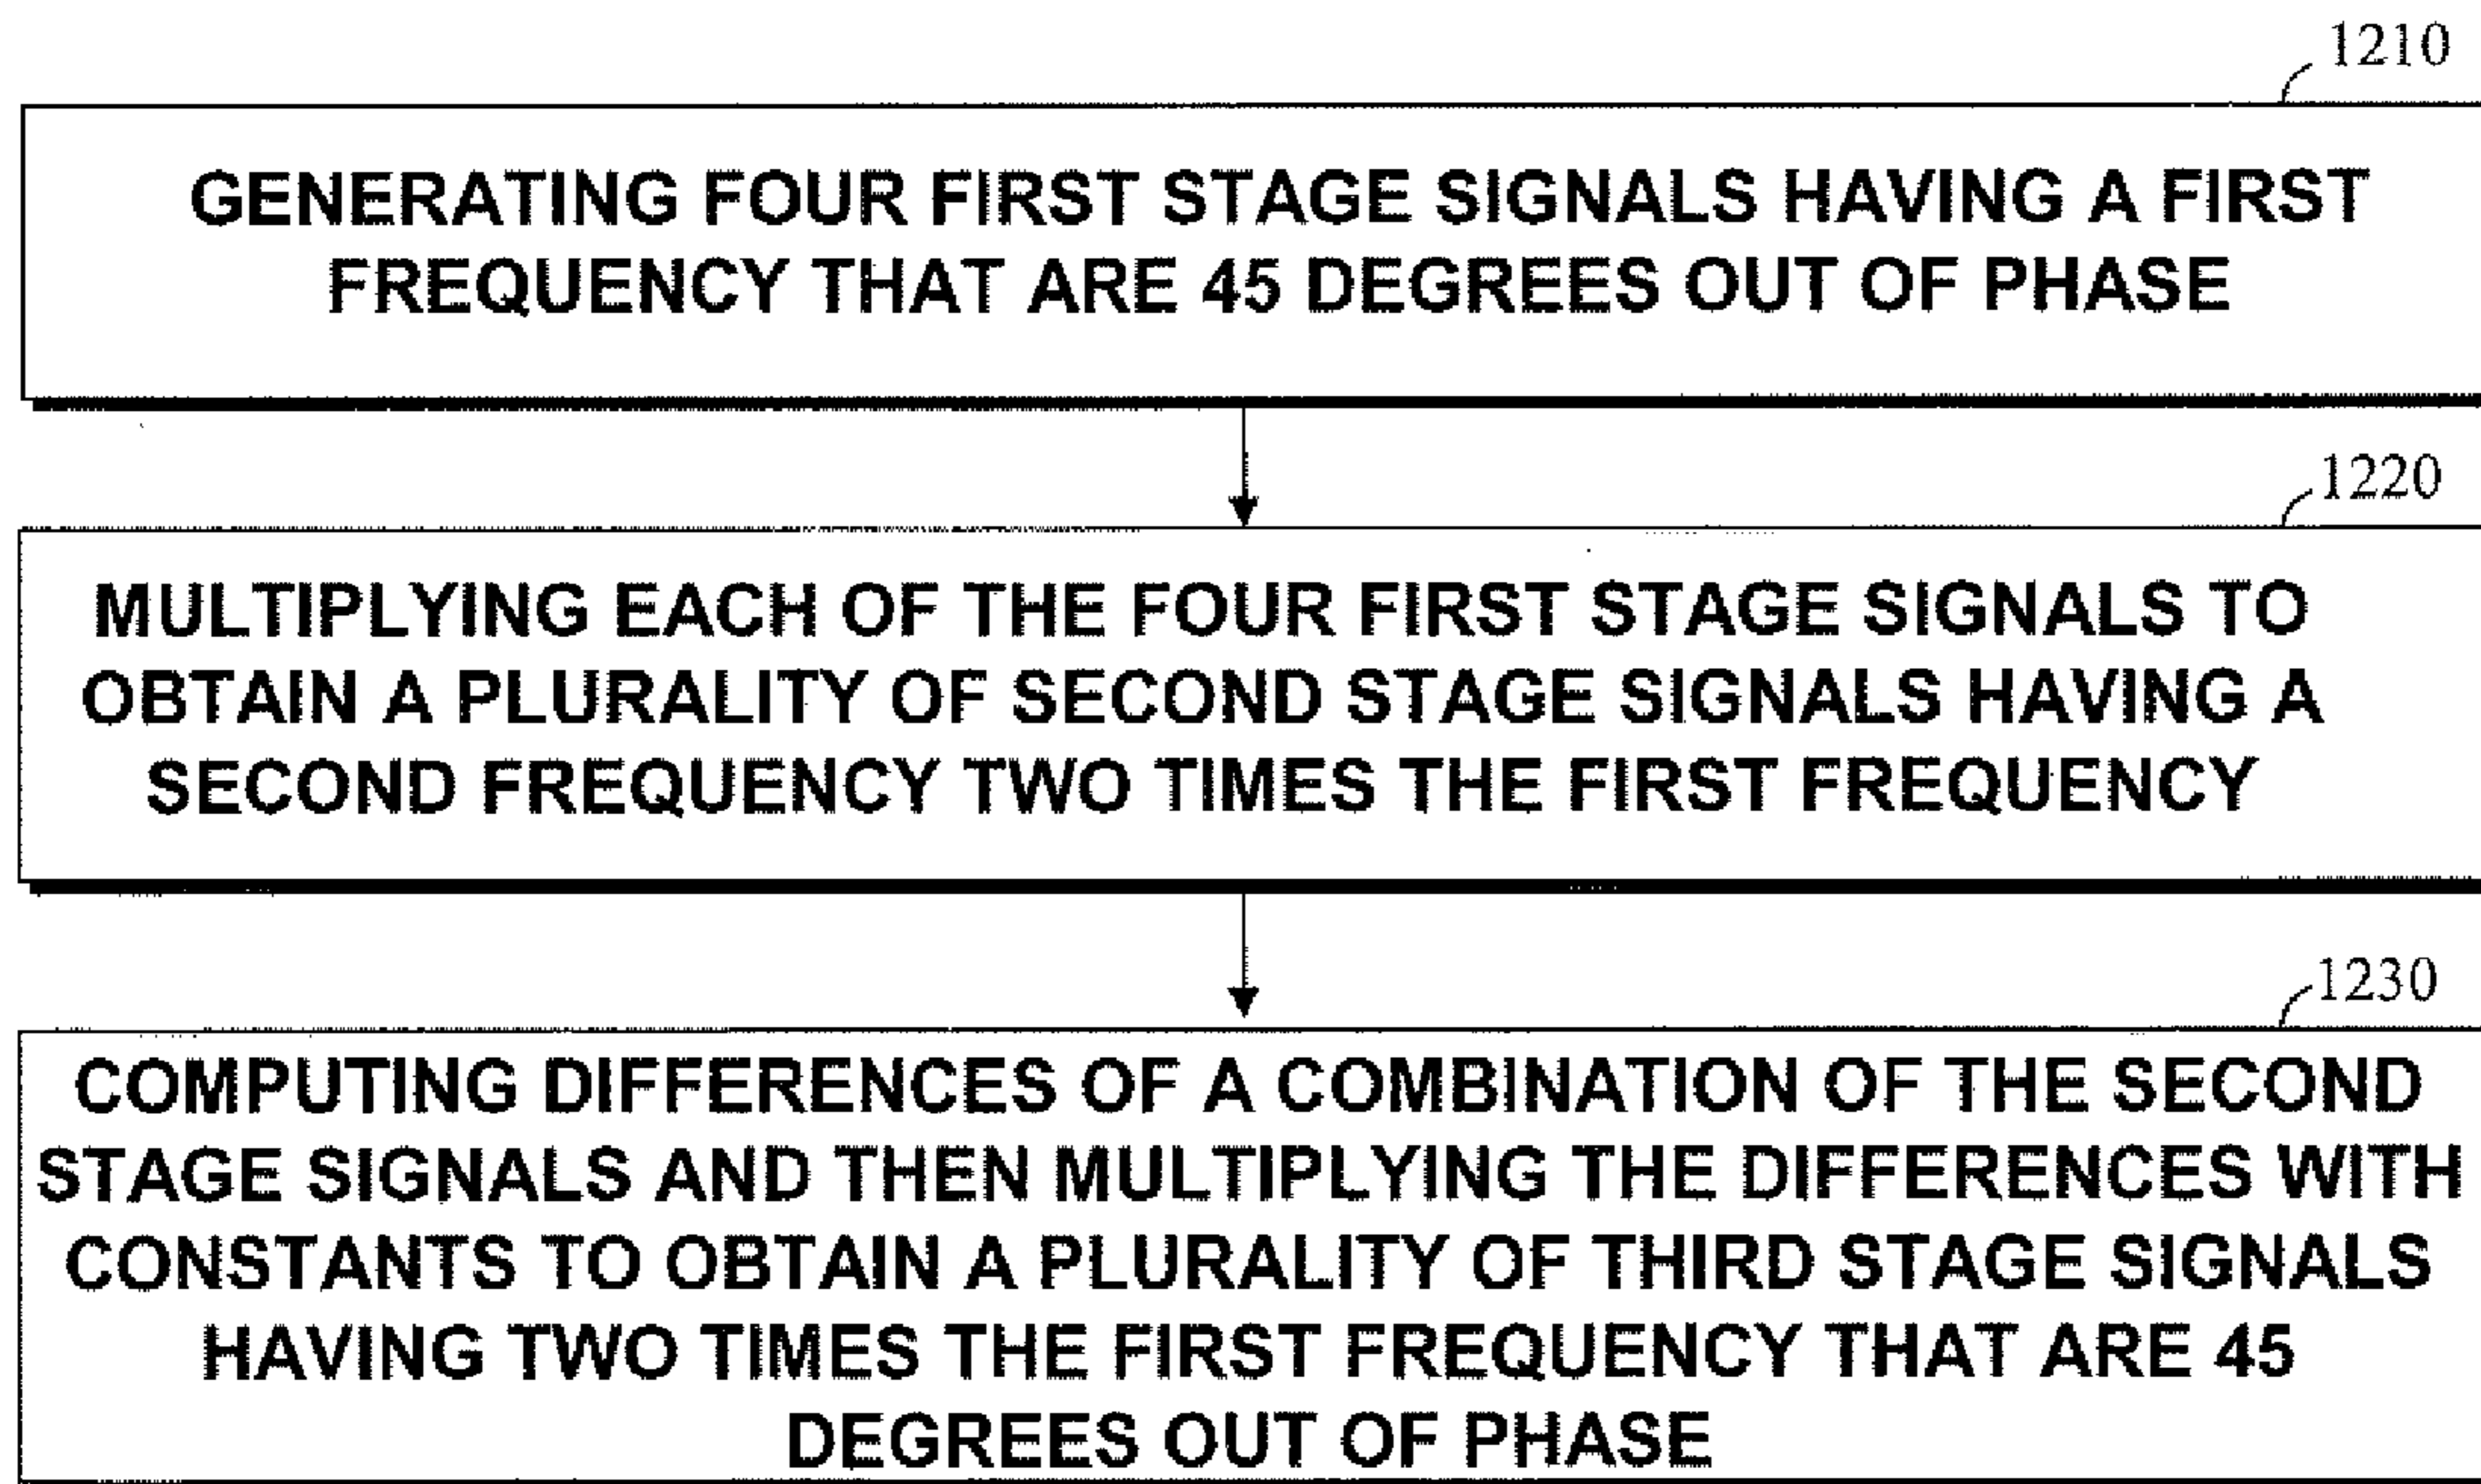 1210
GENERATING FOUR FIRST STAGE SIGNALS HAVING A FIRST
FREQUENCY THAT ARE 45 DEGREES OUT OF PHASE
1220
MULTIPLYING EACH OF THE FOUR FIRST STAGE SIGNALS TO
OBTAIN A PLURALITY OF SECOND STAGE SIGNALS HAVING A
SECOND FREQUENCY TWO TIMES THE FIRST FREQUENCY
1230
COMPUTING DIFFERENCES OF A COMBINATION OF THE SECOND
STAGE SIGNALS AND THEN MULTIPLYING THE DIFFERENCES WITH
CONSTANTS TO OBTAIN A PLURALITY OF THIRD STAGE SIGNALS
HAVING TWO TIMES THE FIRST FREQUENCY THAT ARE 45
DEGREES OUT OF PHASE